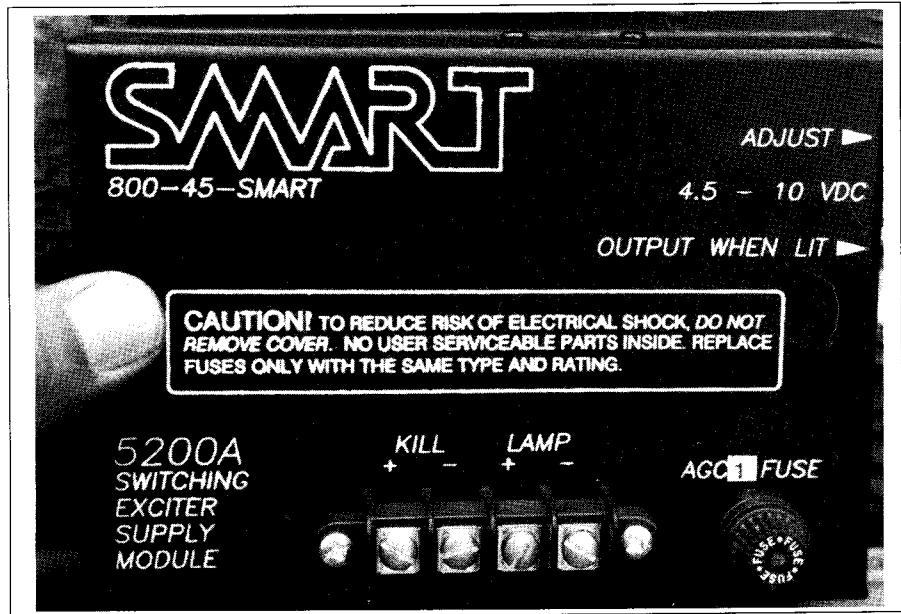 SMART
800-45-SMART
ADJUST ►
4.5 - 10 VDC
OUTPUT WHEN LIT ►
CAUTION! TO REDUCE RISK OF ELECTRICAL SHOCK, DO NOT
REMOVE COVER. NO USER SERVICEABLE PARTS INSIDE. REPLACE
FUSES ONLY WITH THE SAME TYPE AND RATING.
5200A
SWITCHING
EXCITER
SUPPLY
MODULE
KILL LAMP
+ - + -
AGC 1 FUSE
FUSE•FUSE•FUSE•FUSE•